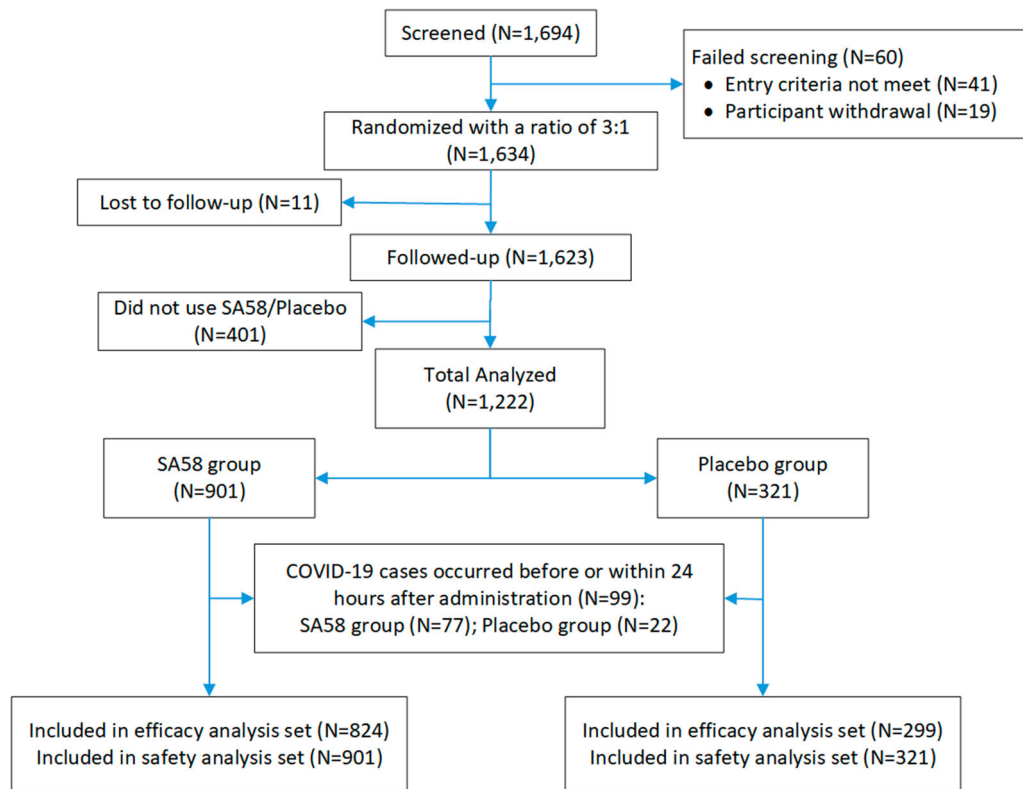 Screened (N=1,694)
Failed screening (N=60)
• Entry criteria not meet (N=41)
• Participant withdrawal (N=19)
Randomized with a ratio of 3:1
(N=1,634)
Lost to follow-up (N=11)
Followed-up (N=1,623)
Did not use SA58/Placebo
(N=401)
Total Analyzed
(N=1,222)
SA58 group
(N=901)
Placebo group
(N=321)
COVID-19 cases occurred before or within 24
hours after administration (N=99):
SA58 group (N=77); Placebo group (N=22)
Included in efficacy analysis set (N=824)
Included in safety analysis set (N=901)
Included in efficacy analysis set (N=299)
Included in safety analysis set (N=321)